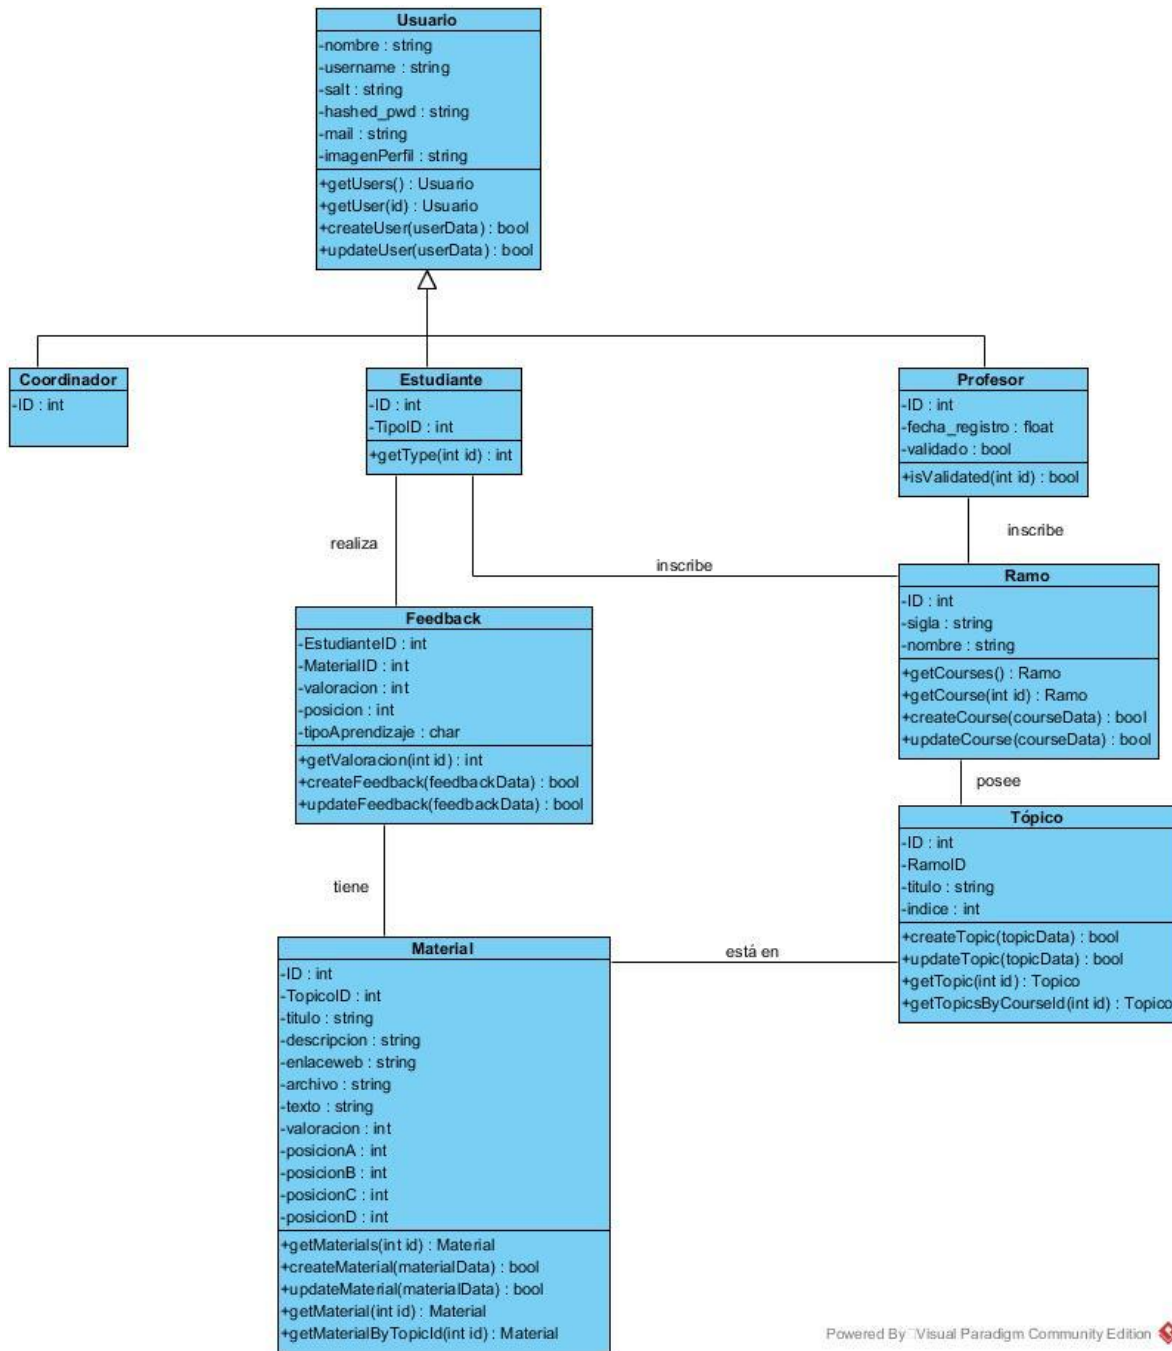 Usuario
-nombre : string
-username : string
-salt : string
-hashed_pwd : string
-mail : string
-imagenPerfil : string
+getUsers() : Usuario
+getUser(id) : Usuario
+createUser(userData) : bool
+updateUser(userData) : bool
Coordinador
-ID : int
Estudiante
-ID : int
-TipoID : int
+getType(int id) : int
Profesor
-ID : int
-fecha_registro : float
-validado : bool
+isValidated(int id) : bool
realiza
inscribe
inscribe
Feedback
-EstudianteID : int
-MaterialID : int
-valoracion : int
-posicion : int
-tipoAprendizaje : char
+getValoracion(int id) : int
+createFeedback(feedbackData) : bool
+updateFeedback(feedbackData) : bool
Ramo
-ID : int
-sigla : string
-nombre : string
+getCourses() : Ramo
+getCourse(int id) : Ramo
+createCourse(courseData) : bool
+updateCourse(courseData) : bool
posee
Tópico
-ID : int
-RamoID
-titulo : string
-indice : int
+createTopic(topicData) : bool
+updateTopic(topicData) : bool
+getTopic(int id) : Topico
+getTopicsByCourseId(int id) : Topico
tiene
está en
Material
-ID : int
-TopicoID : int
-titulo : string
-descripcion : string
-enlaceweb : string
-archivo : string
-texto : string
-valoracion : int
-posicionA : int
-posicionB : int
-posicionC : int
-posicionD : int
+getMaterials(int id) : Material
+createMaterial(materialData) : bool
+updateMaterial(materialData) : bool
+getMaterial(int id) : Material
+getMaterialByTopicId(int id) : Material
Powered By Visual Paradigm Community Edition